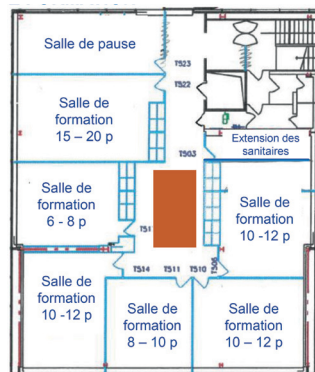 Salle de pause
T523
T522
Salle de
formation
15 – 20 p
Extension des
sanitaires
T503
Salle de
formation
6 - 8 p
Salle de
formation
10 -12 p
T51
Salle de
formation
10 -12 p
T514
T511
T510
T506
Salle de
formation
8 – 10 p
Salle de
formation
10 – 12 p